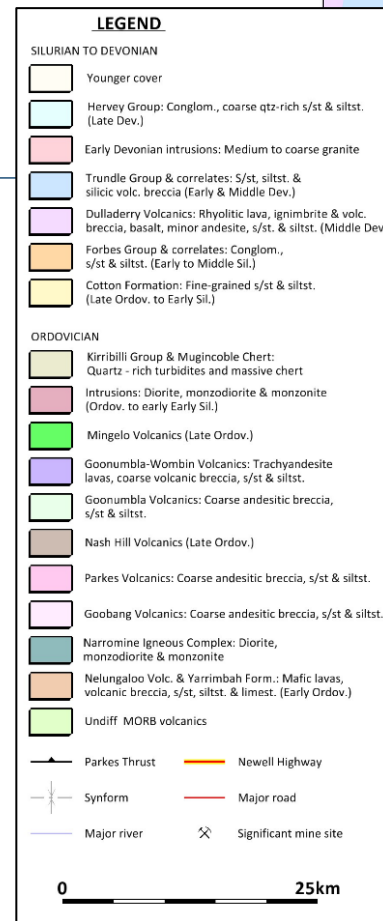 LEGEND
SILURIAN TO DEVONIAN
Younger cover
Hervey Group: Conglom., coarse qtz-rich s/st & siltst.
(Late Dev.)
Early Devonian intrusions: Medium to coarse granite
Trundle Group & correlates: S/st, siltst. &
silicic volc. breccia (Early & Middle Dev.)
Dulladerry Volcanics: Rhyolitic lava, ignimbrite & volc.
breccia, basalt, minor andesite, s/st. & siltst. (Middle Dev
Forbes Group & correlates: Conglom.,
s/st & siltst. (Early to Middle Sil.)
Cotton Formation: Fine-grained s/st & siltst.
(Late Ordov. to Early Sil.)
ORDOVICIAN
Kirribilli Group & Mugincoble Chert:
Quartz - rich turbidites and massive chert
Intrusions: Diorite, monzodiorite & monzonite
(Ordov. to early Early Sil.)
Mingelo Volcanics (Late Ordov.)
Goonumbla-Wombin Volcanics: Trachyandesite
lavas, coarse volcanic breccia, s/st & siltst.
Goonumbla Volcanics: Coarse andesitic breccia,
s/st & siltst.
Nash Hill Volcanics (Late Ordov.)
Parkes Volcanics: Coarse andesitic breccia, s/st & siltst.
Goobang Volcanics: Coarse andesitic breccia, s/st & siltst.
Narromine Igneous Complex: Diorite,
monzodiorite & monzonite
Nelungaloo Volc. & Yarrimbah Form.: Mafic lavas,
volcanic breccia, s/st, siltst. & limest. (Early Ordov.)
Undiff MORB volcanics
Parkes Thrust Newell Highway
Synform Major road
Major river Significant mine site
0 25km